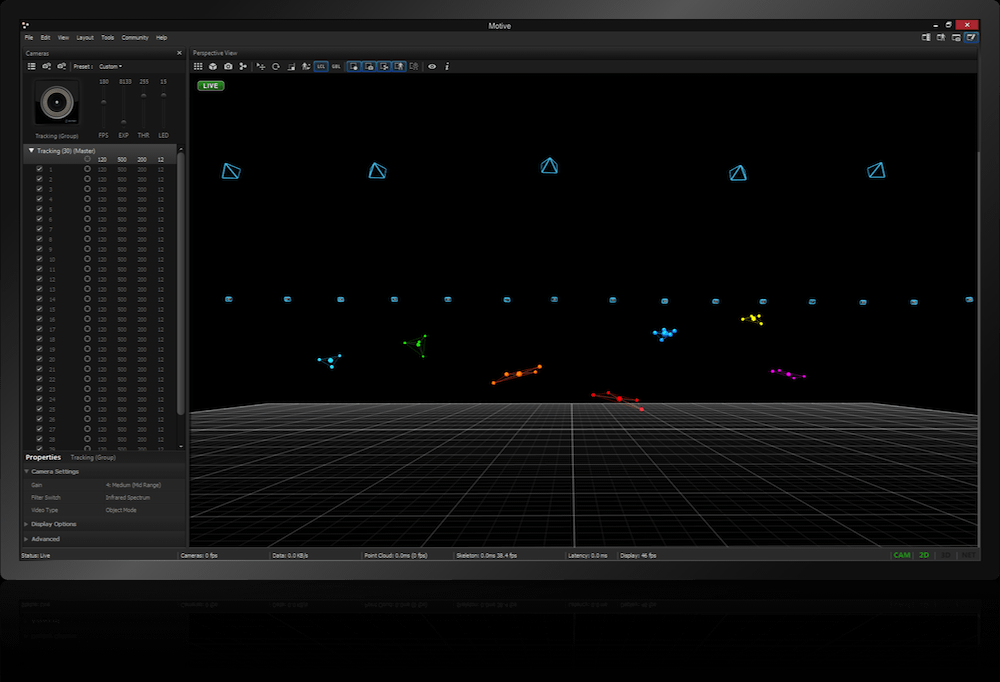 Motive
File Edit View Layout Tools Community Help
Cameras
Perspective View
Preset : Custom
LCL GBL
LIVE
180 8133 255 15
FPS EXP THR LED
Tracking (Group)
Tracking (30) (Master)
120 500 200 12
1 120 500 200 12
2 120 500 200 12
3 120 500 200 12
4 120 500 200 12
5 120 500 200 12
6 120 500 200 12
7 120 500 200 12
8 120 500 200 12
9 120 500 200 12
10 120 500 200 12
11 120 500 200 12
12 120 500 200 12
13 120 500 200 12
14 120 500 200 12
15 120 500 200 12
16 120 500 200 12
17 120 500 200 12
18 120 500 200 12
19 120 500 200 12
20 120 500 200 12
21 120 500 200 12
22 120 500 200 12
23 120 500 200 12
24 120 500 200 12
25 120 500 200 12
26 120 500 200 12
27 120 500 200 12
28 120 500 200 12
29 120 500 200 12
Properties Tracking (Group)
Camera Settings
Gain 4: Medium (Mid Range)
Filter Switch Infrared Spectrum
Video Type Object Mode
Display Options
Advanced
Status: Live Cameras: 0 fps Data: 0.0 KB/s Point Cloud: 0.0ms (0 fps) Skeleton: 0.0ms 38.4 fps Latency: 0.0 ms Display: 46 fps CAM 2D 3D NET